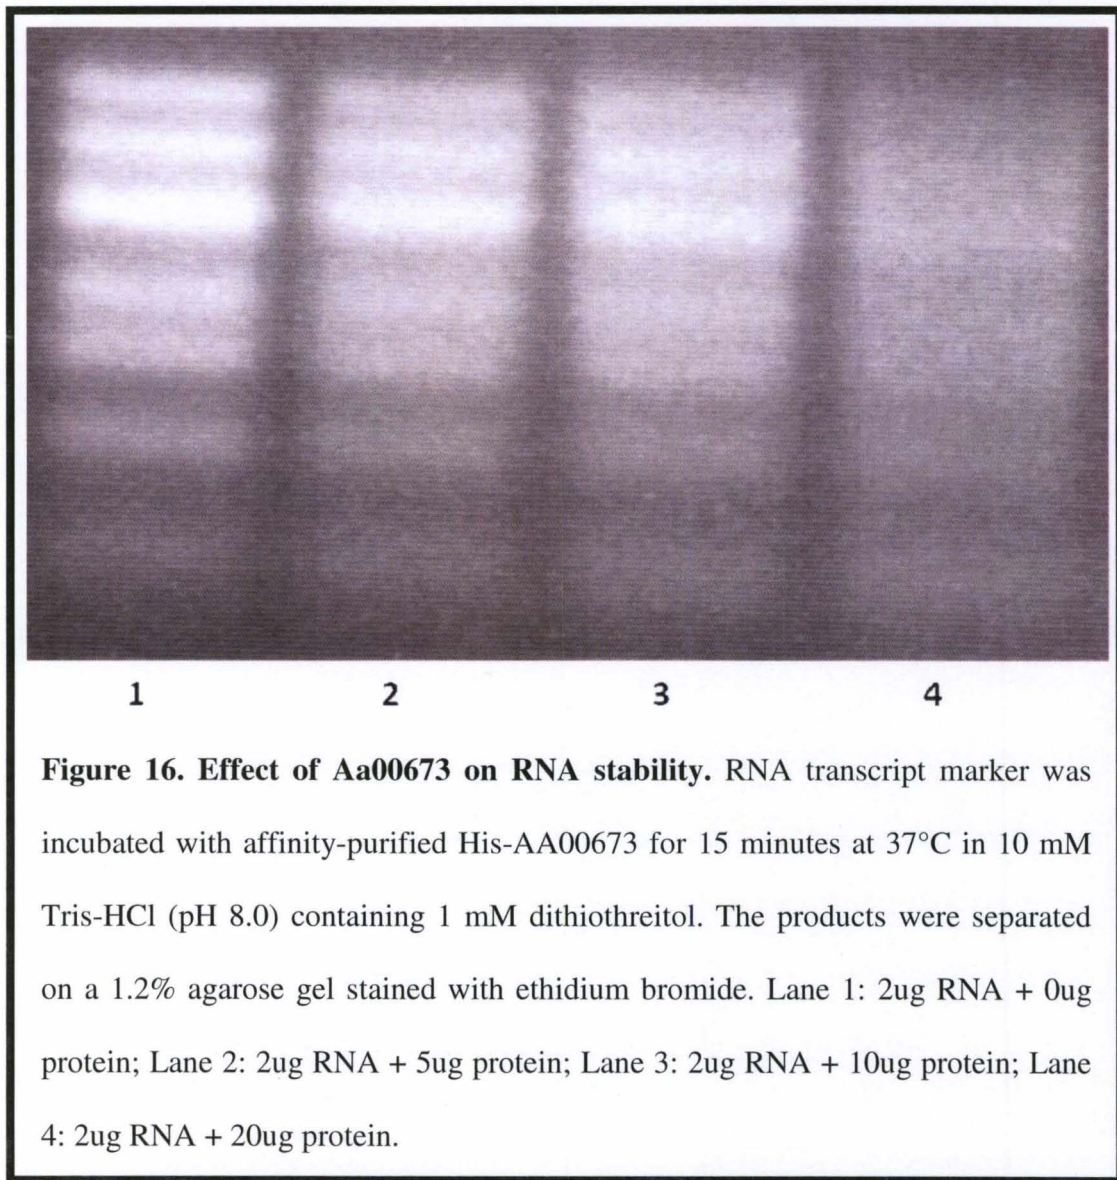 1 2 3 4
Figure 16. Effect of Aa00673 on RNA stability. RNA transcript marker was
incubated with affinity-purified His-AA00673 for 15 minutes at 37°C in 10 mM
Tris-HCl (pH 8.0) containing 1 mM dithiothreitol. The products were separated
on a 1.2% agarose gel stained with ethidium bromide. Lane 1: 2ug RNA + 0ug
protein; Lane 2: 2ug RNA + 5ug protein; Lane 3: 2ug RNA + 10ug protein; Lane
4: 2ug RNA + 20ug protein.